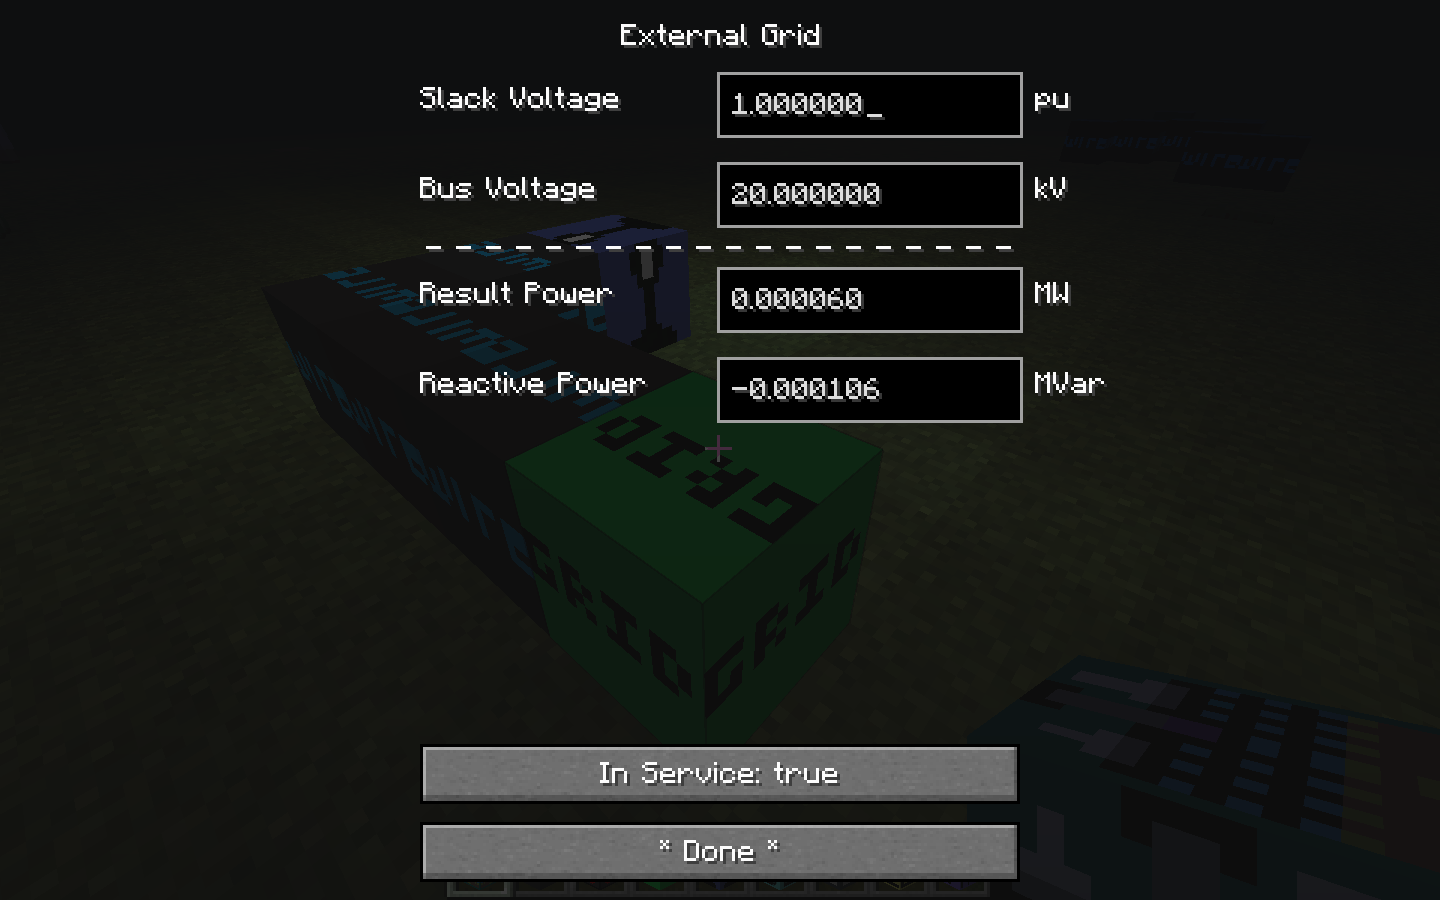 External Grid
Slack Voltage 1.000000_ pu
Bus Voltage 20.000000 kV
Result Power 0.000060 MW
Reactive Power -0.000106 MVar
GRID
GRID
GRID
In Service: true
* Done *